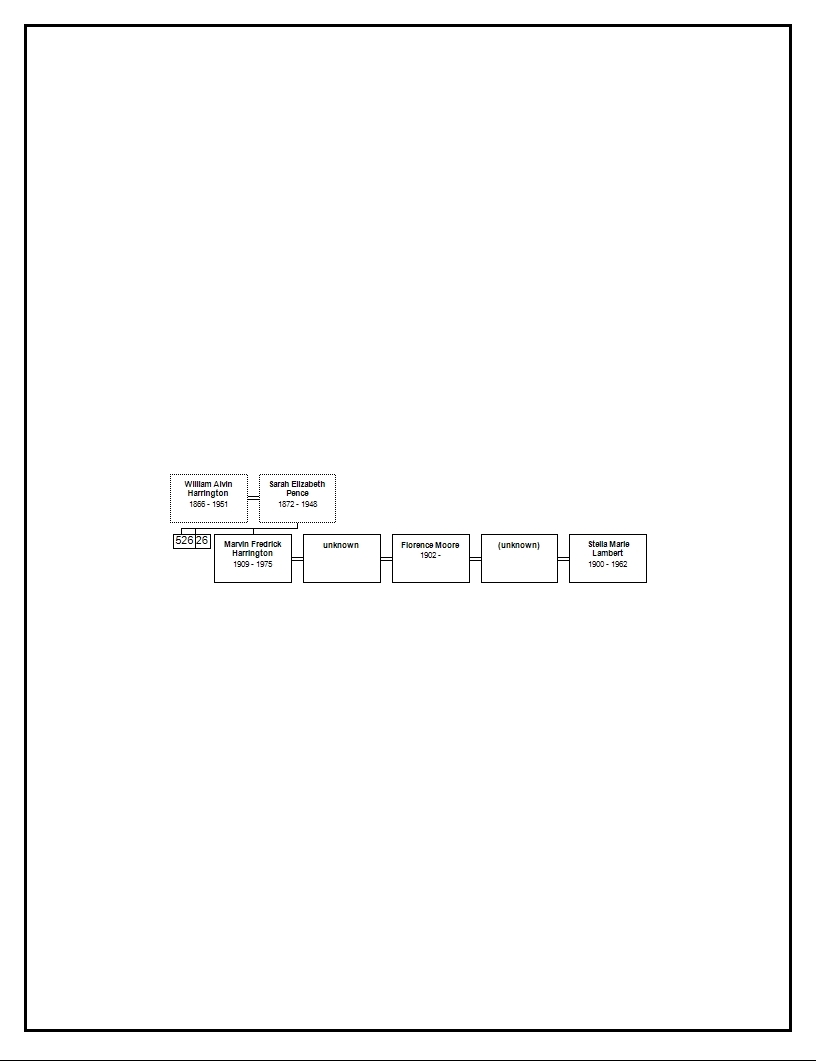 William Alvin
Harrington
1866 - 1951
Sarah Elizabeth
Pence
1872 - 1948
526 26
Marvin Fredrick
Harrington
1909 - 1975
unknown
Florence Moore
1902 -
(unknown)
Stella Marie
Lambert
1900 - 1962